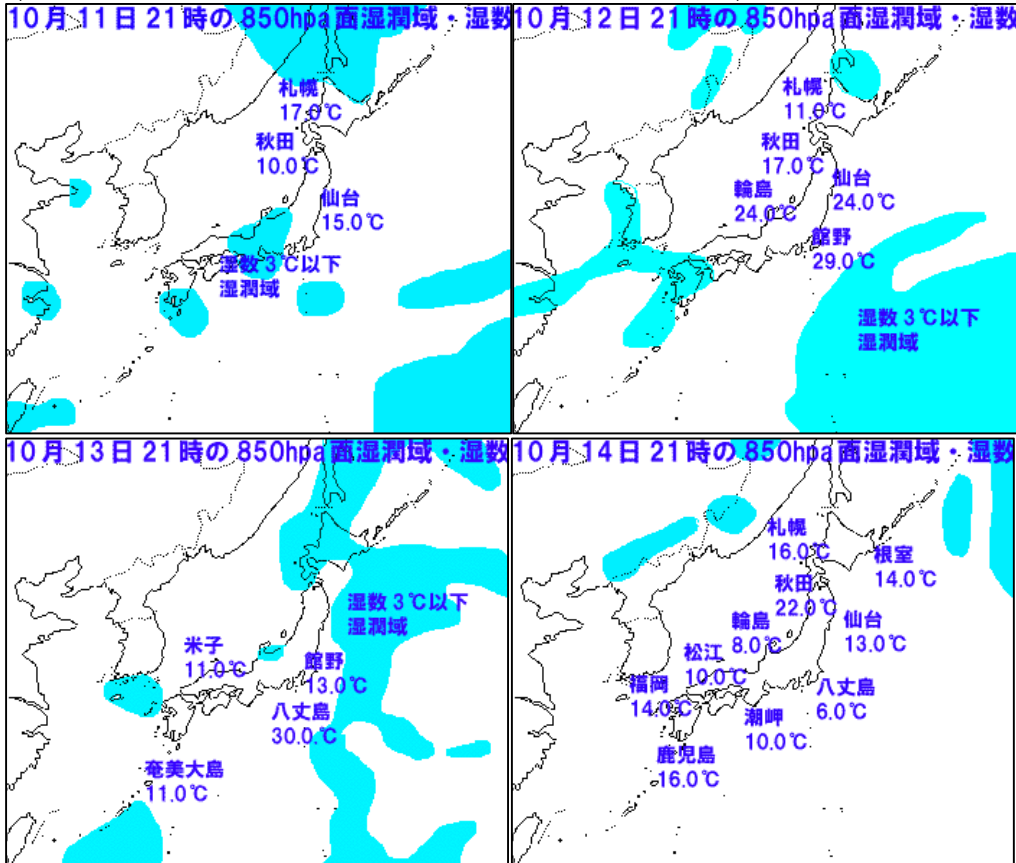 10月11日21時の850hpa面湿潤域・湿数
札幌
17.0℃
秋田
10.0℃
仙台
15.0℃
湿数3℃以下
湿潤域
10月12日21時の850hpa面湿潤域・湿数
札幌
11.0℃
秋田
17.0℃
輪島
24.0℃
仙台
24.0℃
館野
29.0℃
湿数3℃以下
湿潤域
10月13日21時の850hpa面湿潤域・湿数
湿数3℃以下
湿潤域
米子
11.0℃
館野
13.0℃
八丈島
30.0.℃
奄美大島
11.0℃
10月14日21時の850hpa面湿潤域・湿数
札幌
16.0℃
根室
14.0℃
秋田
22.0℃
輪島
8.0℃
仙台
13.0℃
松江
10.0℃
福岡
14.0℃
八丈島
6.0℃
潮岬
10.0℃
鹿児島
16.0℃